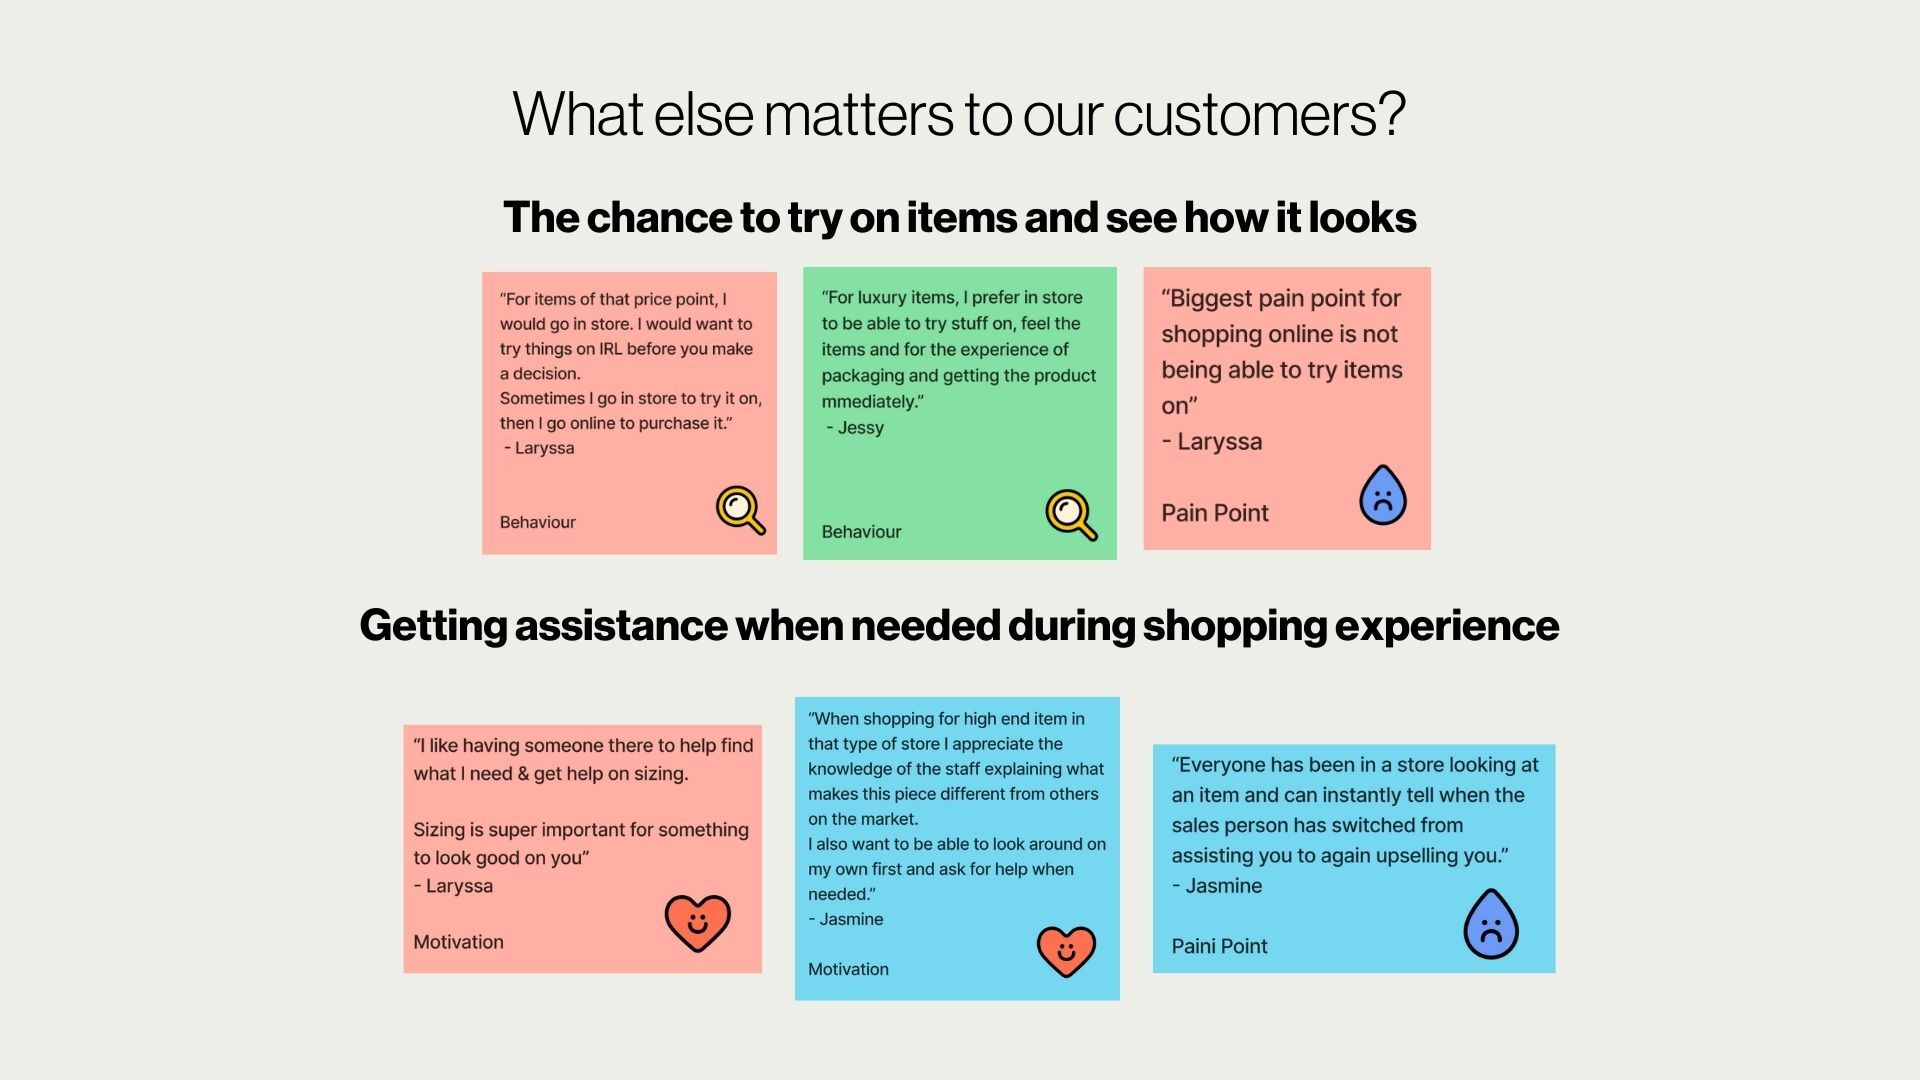 What else matters to our customers?
The chance to try on items and see how it looks
“For items of that price point, I
would go in store. I would want to
try things on IRL before you make
a decision.
Sometimes I go in store to try it on,
then I go online to purchase it.”
- Laryssa
Behaviour
“For luxury items, I prefer in store
to be able to try stuff on, feel the
items and for the experience of
packaging and getting the product
mmediately.”
- Jessy
Behaviour
“Biggest pain point for
shopping online is not
being able to try items
on”
- Laryssa
Pain Point
Getting assistance when needed during shopping experience
“I like having someone there to help find
what I need & get help on sizing.
Sizing is super important for something
to look good on you”
- Laryssa
Motivation
“When shopping for high end item in
that type of store I appreciate the
knowledge of the staff explaining what
makes this piece different from others
on the market.
I also want to be able to look around on
my own first and ask for help when
needed.”
- Jasmine
Motivation
“Everyone has been in a store looking at
an item and can instantly tell when the
sales person has switched from
assisting you to again upselling you.”
- Jasmine
Paini Point